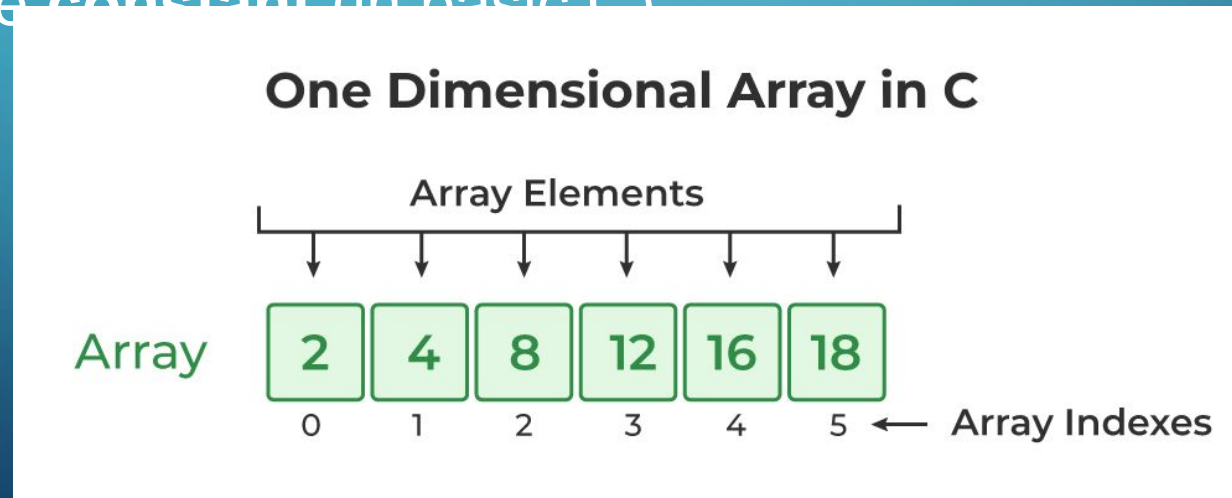 One Dimensional Array in C
Array Elements
Array 2 4 8 12 16 18
0 1 2 3 4 5 ← Array Indexes